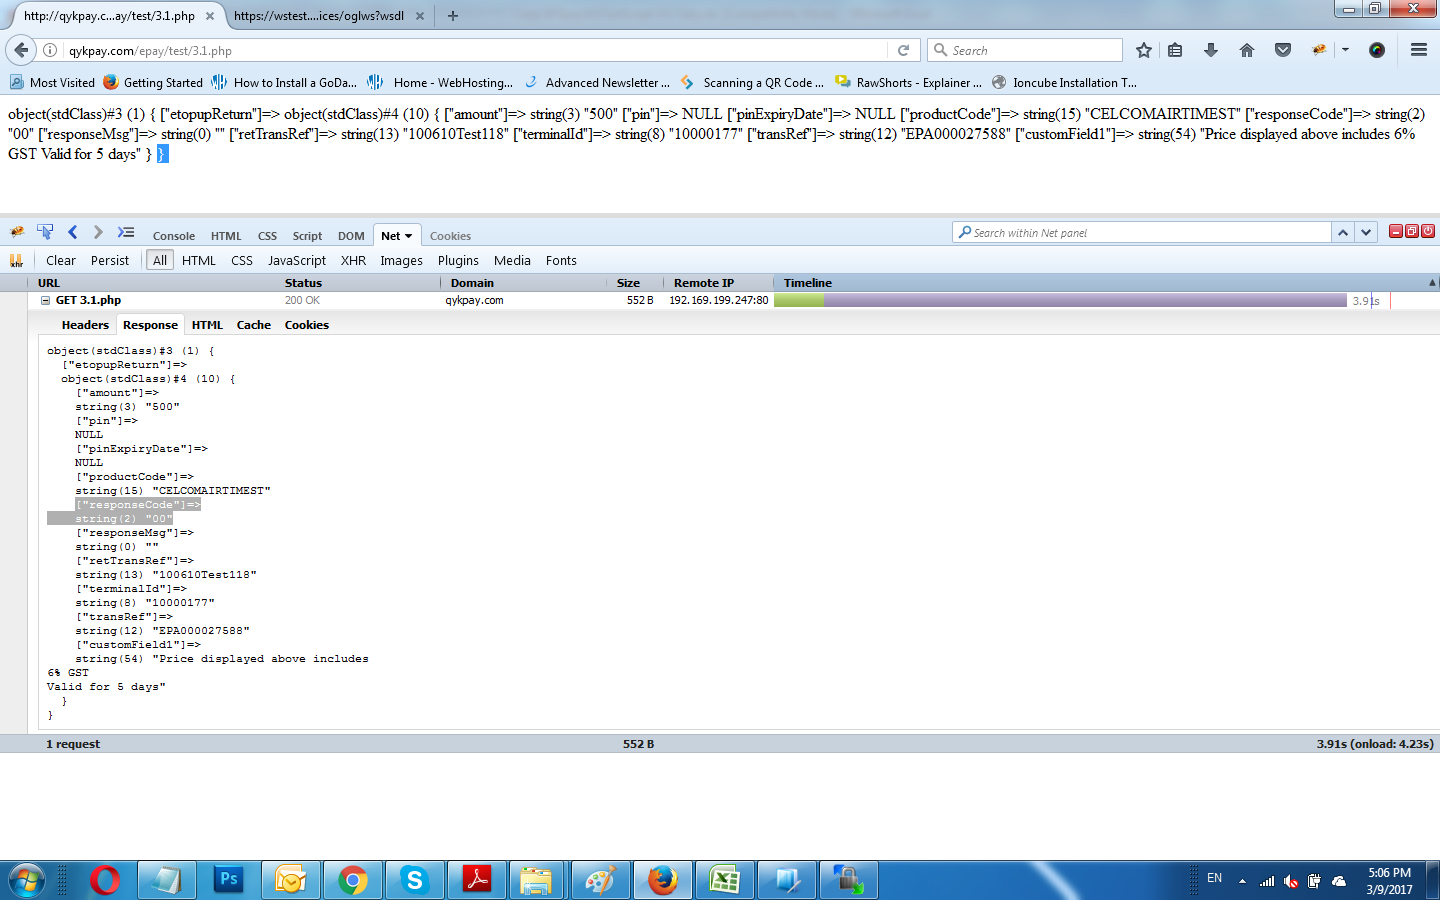 http://qykpay.c...ay/test/3.1.php
https://wstest....ices/oglws?wsdl
qykpay.com/epay/test/3.1.php
Search
Most Visited Getting Started How to Install a GoDa... Home - WebHosting... Advanced Newsletter ... Scanning a QR Code ... RawShorts - Explainer ... Ioncube Installation T...
object(stdClass)#3 (1) { ["etopupReturn"]=> object(stdClass)#4 (10) { ["amount"]=> string(3) "500" ["pin"]=> NULL ["pinExpiryDate"]=> NULL ["productCode"]=> string(15) "CELCOMAIRTIMEST" ["responseCode"]=> string(2)
"00" ["responseMsg"]=> string(0) "" ["retTransRef"]=> string(13) "100610Test118" ["terminalId"]=> string(8) "10000177" ["transRef"]=> string(12) "EPA000027588" ["customField1"]=> string(54) "Price displayed above includes 6%
GST Valid for 5 days" } }
Console HTML CSS Script DOM Net Cookies
Search within Net panel
xhr Clear Persist All HTML CSS JavaScript XHR Images Plugins Media Fonts
URL Status Domain Size Remote IP Timeline
GET 3.1.php 200 OK qykpay.com 552 B 192.169.199.247:80 3.91s
Headers Response HTML Cache Cookies
object(stdClass)#3 (1) {
["etopupReturn"]=>
object(stdClass)#4 (10) {
["amount"]=>
string(3) "500"
["pin"]=>
NULL
["pinExpiryDate"]=>
NULL
["productCode"]=>
string(15) "CELCOMAIRTIMEST"
["responseCode"]=>
string(2) "00"
["responseMsg"]=>
string(0) ""
["retTransRef"]=>
string(13) "100610Test118"
["terminalId"]=>
string(8) "10000177"
["transRef"]=>
string(12) "EPA000027588"
["customField1"]=>
string(54) "Price displayed above includes
6% GST
Valid for 5 days"
}
}
1 request 552 B 3.91s (onload: 4.23s)
Ps
EN
5:06 PM
3/9/2017